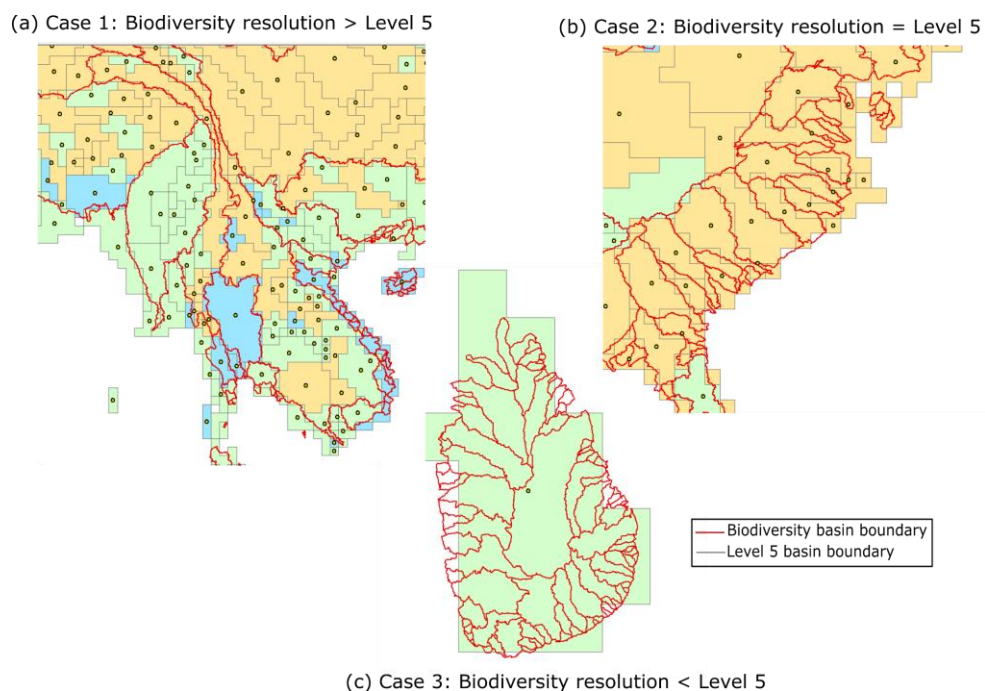 (a) Case 1: Biodiversity resolution > Level 5
(b) Case 2: Biodiversity resolution = Level 5
Biodiversity basin boundary
Level 5 basin boundary
(c) Case 3: Biodiversity resolution < Level 5